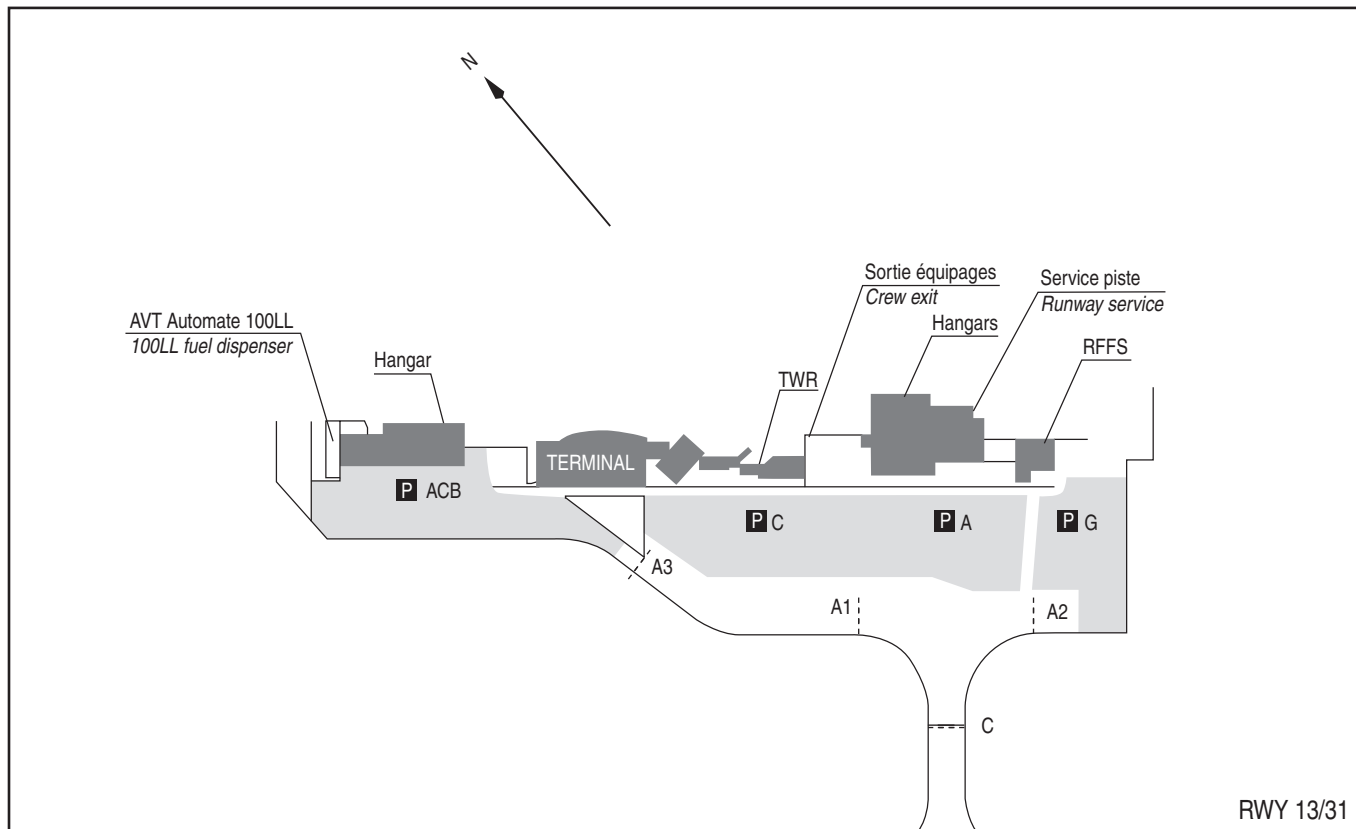 N
Sortie équipages
Crew exit
Service piste
Runway service
Hangars
AVT Automate 100LL
100LL fuel dispenser
RFFS
Hangar
TWR
TERMINAL
P ACB
P C
P A
P G
A3
A1
A2
C
RWY 13/31